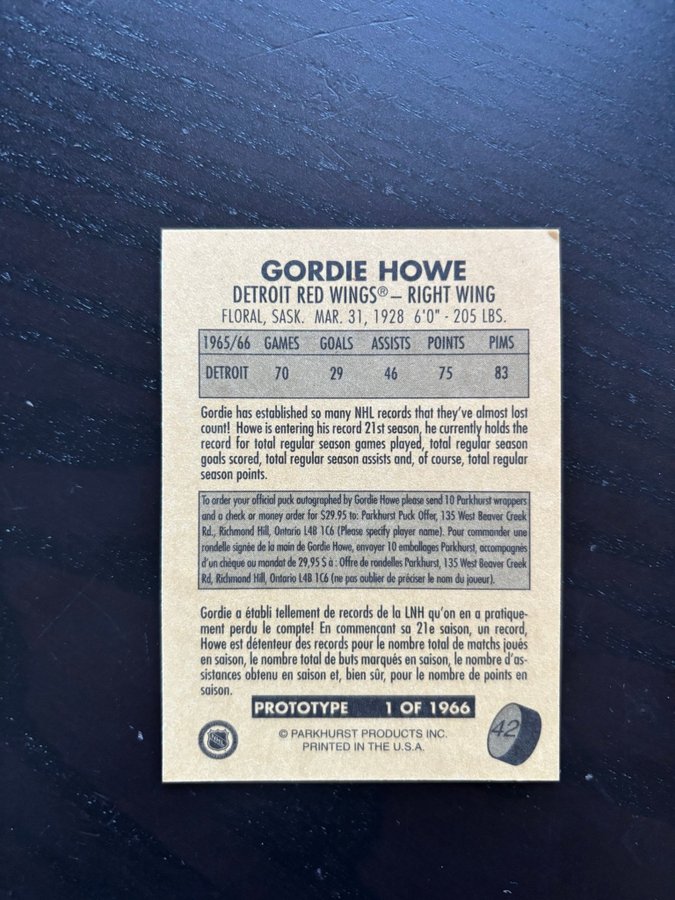 GORDIE HOWE
DETROIT RED WINGS® – RIGHT WING
FLORAL, SASK. MAR. 31, 1928 6'0" - 205 LBS.
1965/66 GAMES GOALS ASSISTS POINTS PIMS
DETROIT 70 29 46 75 83
Gordie has established so many NHL records that they've almost lost
count! Howe is entering his record 21st season, he currently holds the
record for total regular season games played, total regular season
goals scored, total regular season assists and, of course, total regular
season points.
To order your official puck autographed by Gordie Howe please send 10 Parkhurst wrappers
and a check or money order for $29.95 to: Parkhurst Puck Offer, 135 West Beaver Creek
Rd., Richmond Hill, Ontario L4B 1C6 (Please specify player name). Pour commander une
rondelle signée de la main de Gordie Howe, envoyer 10 emballages Parkhurst, accompagnés
d'un chèque ou mandat de 29,95 $ à : Offre de rondelles Parkhurst, 135 West Beaver Creek
Rd, Richmond Hill, Ontario L4B 1C6 (ne pas oublier de préciser le nom du joueur).
Gordie a établi tellement de records de la LNH qu'on en a pratique-
ment perdu le compte! En commencant sa 21e saison, un record,
Howe est détenteur des records pour le nombre total de matchs joués
en saison, le nombre total de buts marqués en saison, le nombre d'as-
sistances obtenu en saison et, bien sûr, pour le nombre de points en
saison.
PROTOTYPE 1 OF 1966
© PARKHURST PRODUCTS INC.
PRINTED IN THE U.S.A.
NHL
42